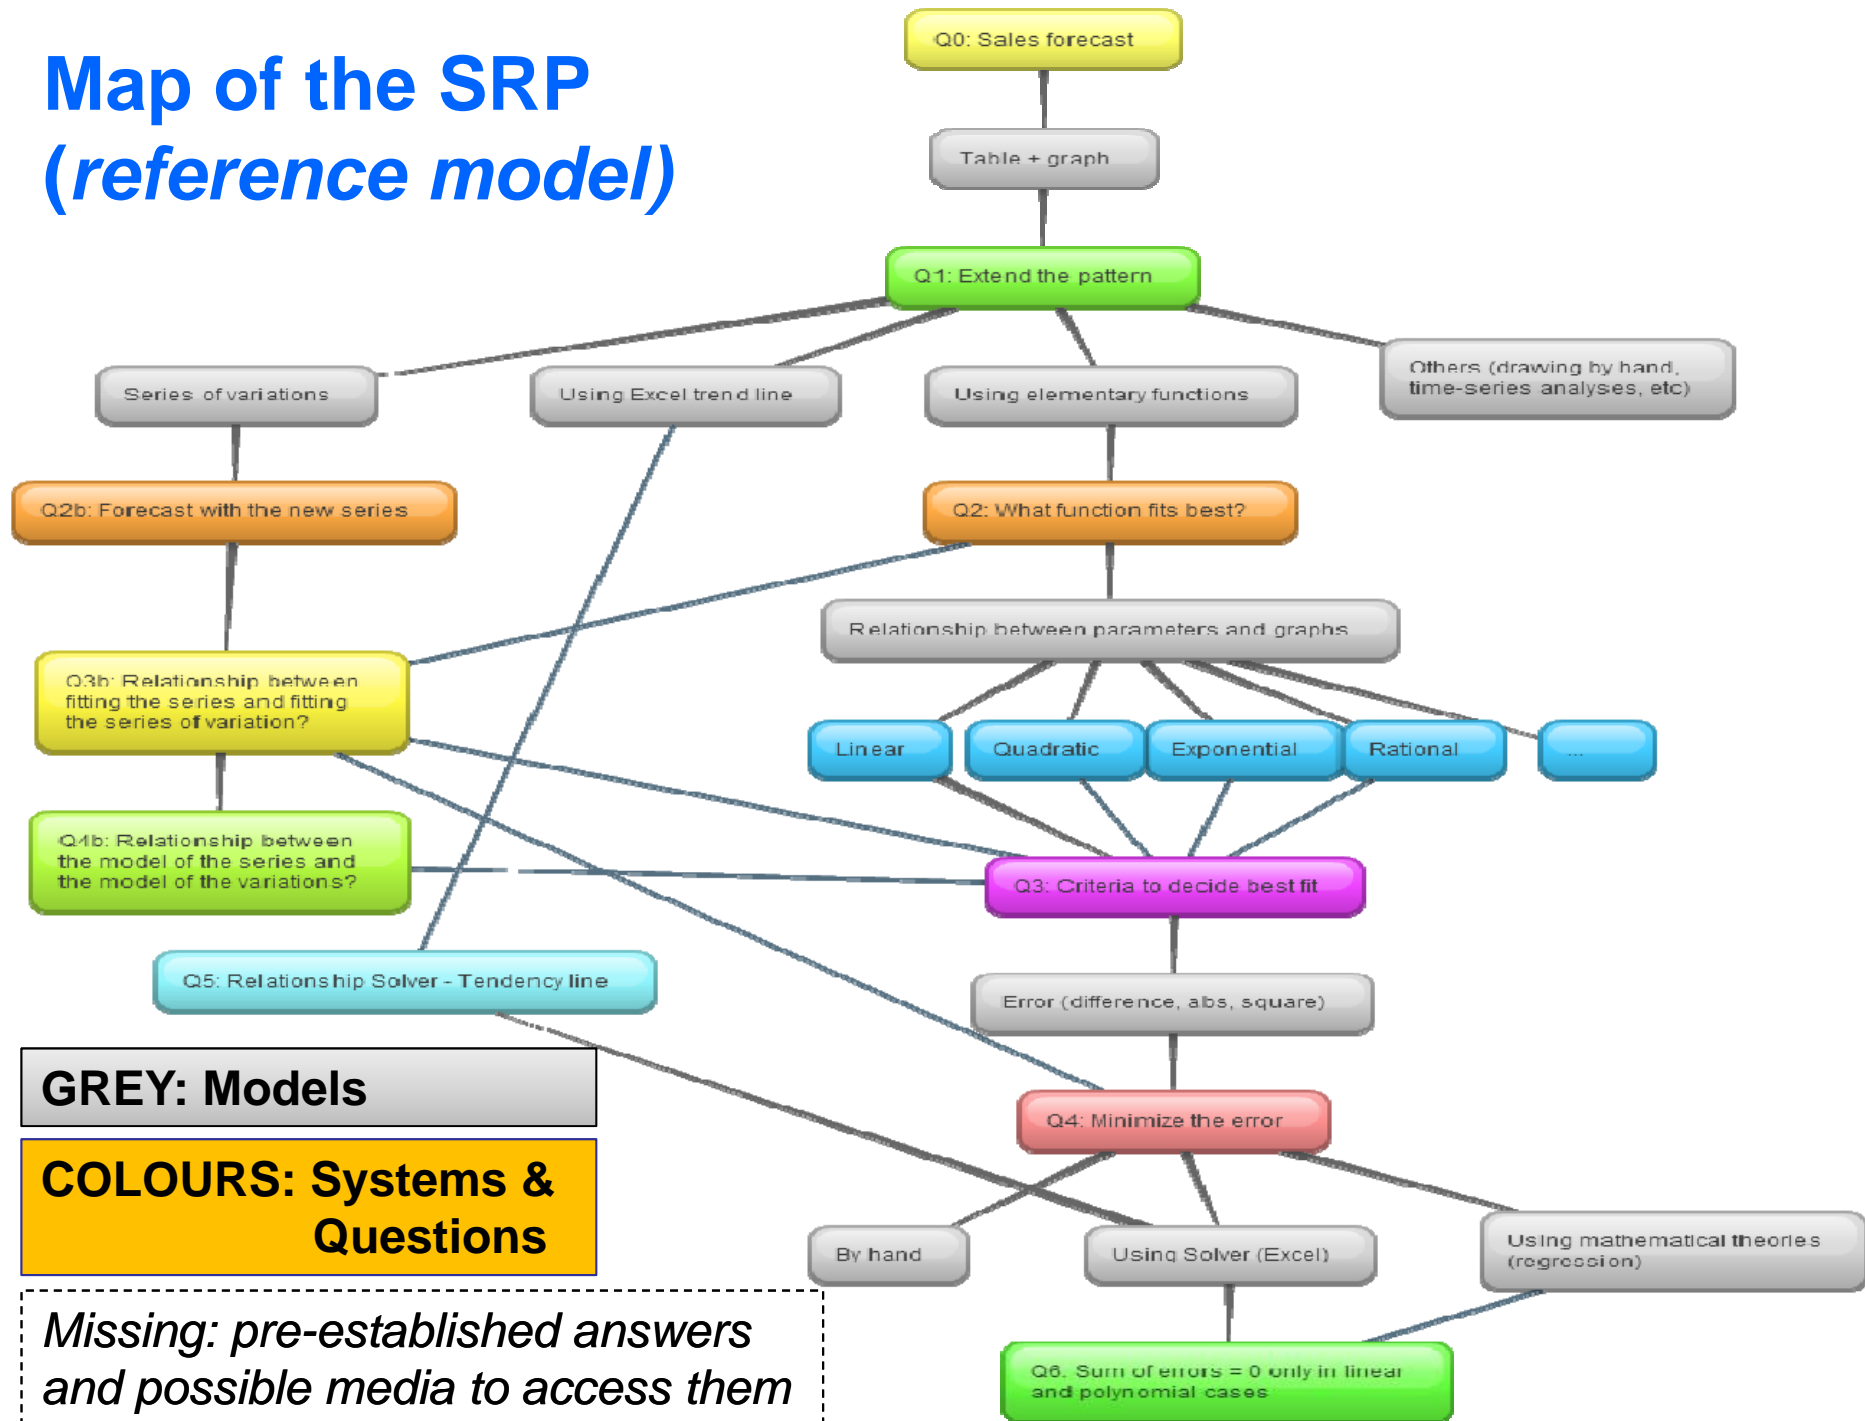 Map of the SRP
(reference model)
Q0: Sales forecast
Table + graph
Q1: Extend the pattern
Series of variations
Using Excel trend line
Using elementary functions
Others (drawing by hand,
time-series analyses, etc)
Q2b: Forecast with the new series
Q2: What function fits best?
Relationship between parameters and graphs
Q3b: Relationship between
fitting the series and fitting
the series of variation?
Linear
Quadratic
Exponential
Rational
...
Q4b: Relationship between
the model of the series and
the model of the variations?
Q3: Criteria to decide best fit
Q5: Relationship Solver - Tendency line
Error (difference, abs, square)
GREY: Models
Q4: Minimize the error
COLOURS: Systems &
Questions
By hand
Using Solver (Excel)
Using mathematical theories
(regression)
Missing: pre-established answers
and possible media to access them
Q6. Sum of errors = 0 only in linear
and polynomial cases